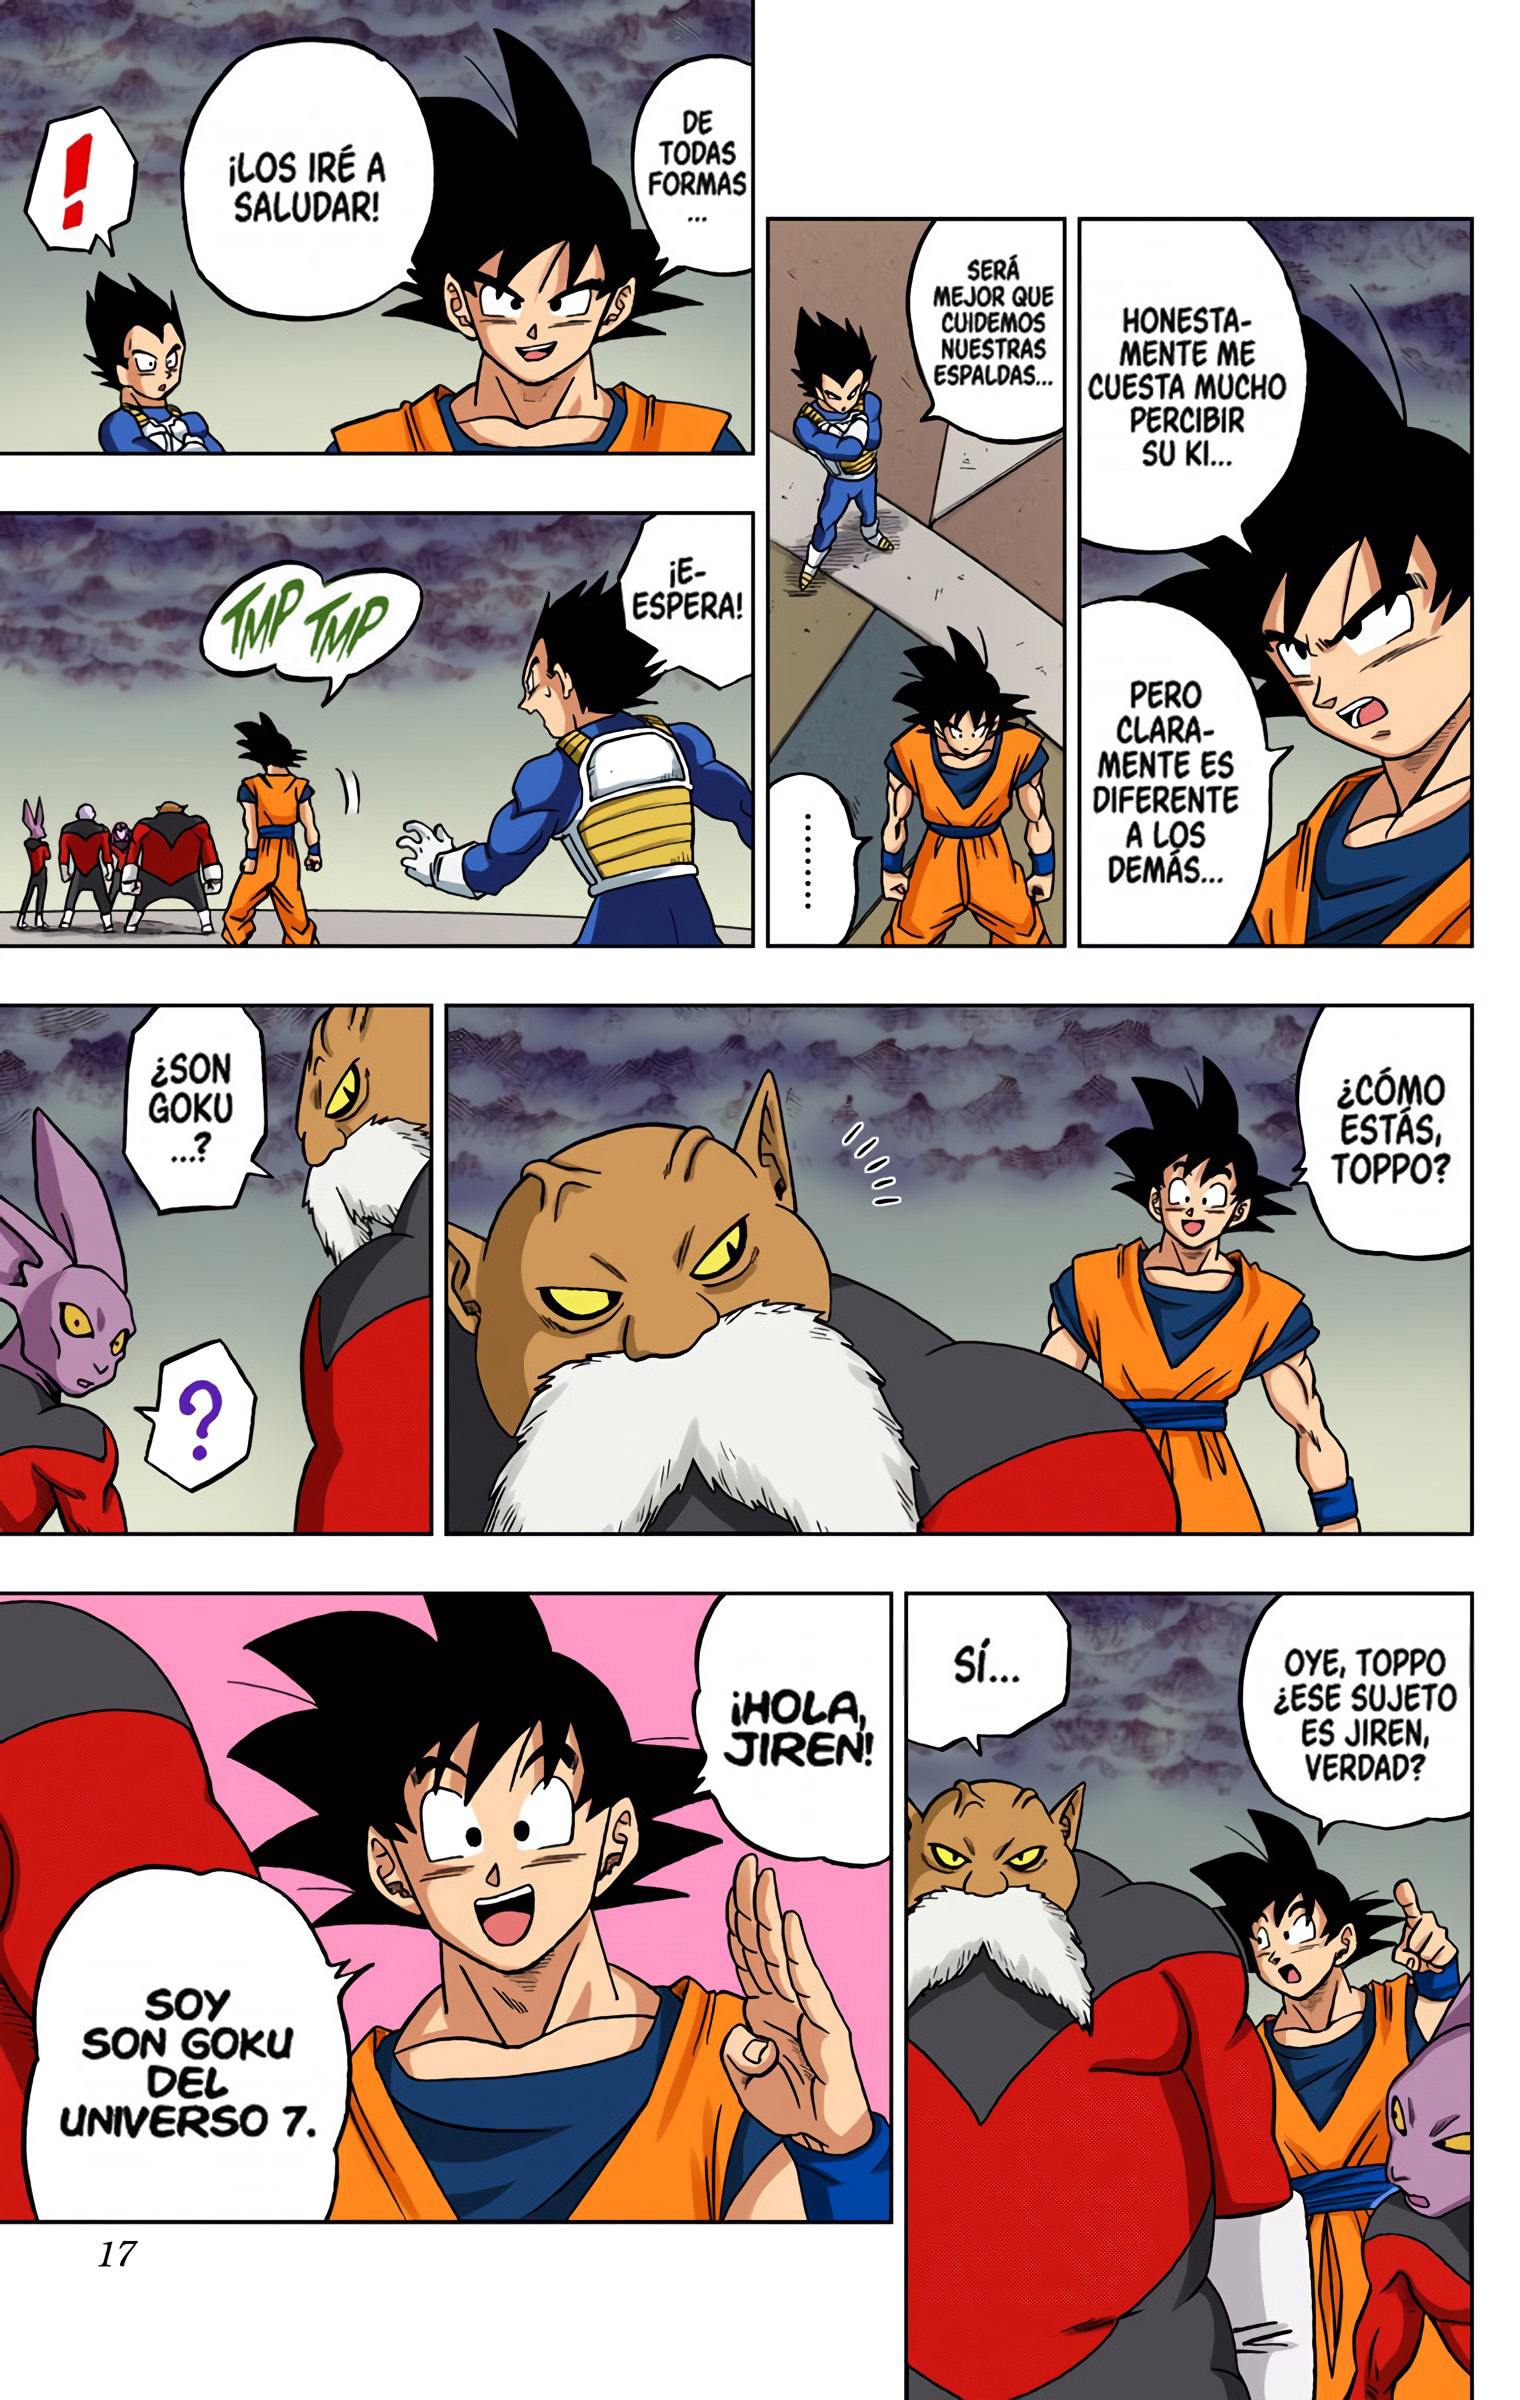 HONESTA-
MENTE ME
CUESTA MUCHO
PERCIBIR
SU KI...
PERO
CLARA-
MENTE ES
DIFERENTE
A LOS
DEMÁS...
SERÁ
MEJOR QUE
CUIDEMOS
NUESTRAS
ESPALDAS...
.........
DE
TODAS
FORMAS
...
¡LOS IRÉ A
SALUDAR!
!
¡E-
ESPERA!
TMP TMP
¿CÓMO
ESTÁS,
TOPPO?
¿SON
GOKU
...?
?
OYE, TOPPO
¿ESE SUJETO
ES JIREN,
VERDAD?
SÍ...
¡HOLA,
JIREN!
SOY
SON GOKU
DEL
UNIVERSO 7.
17